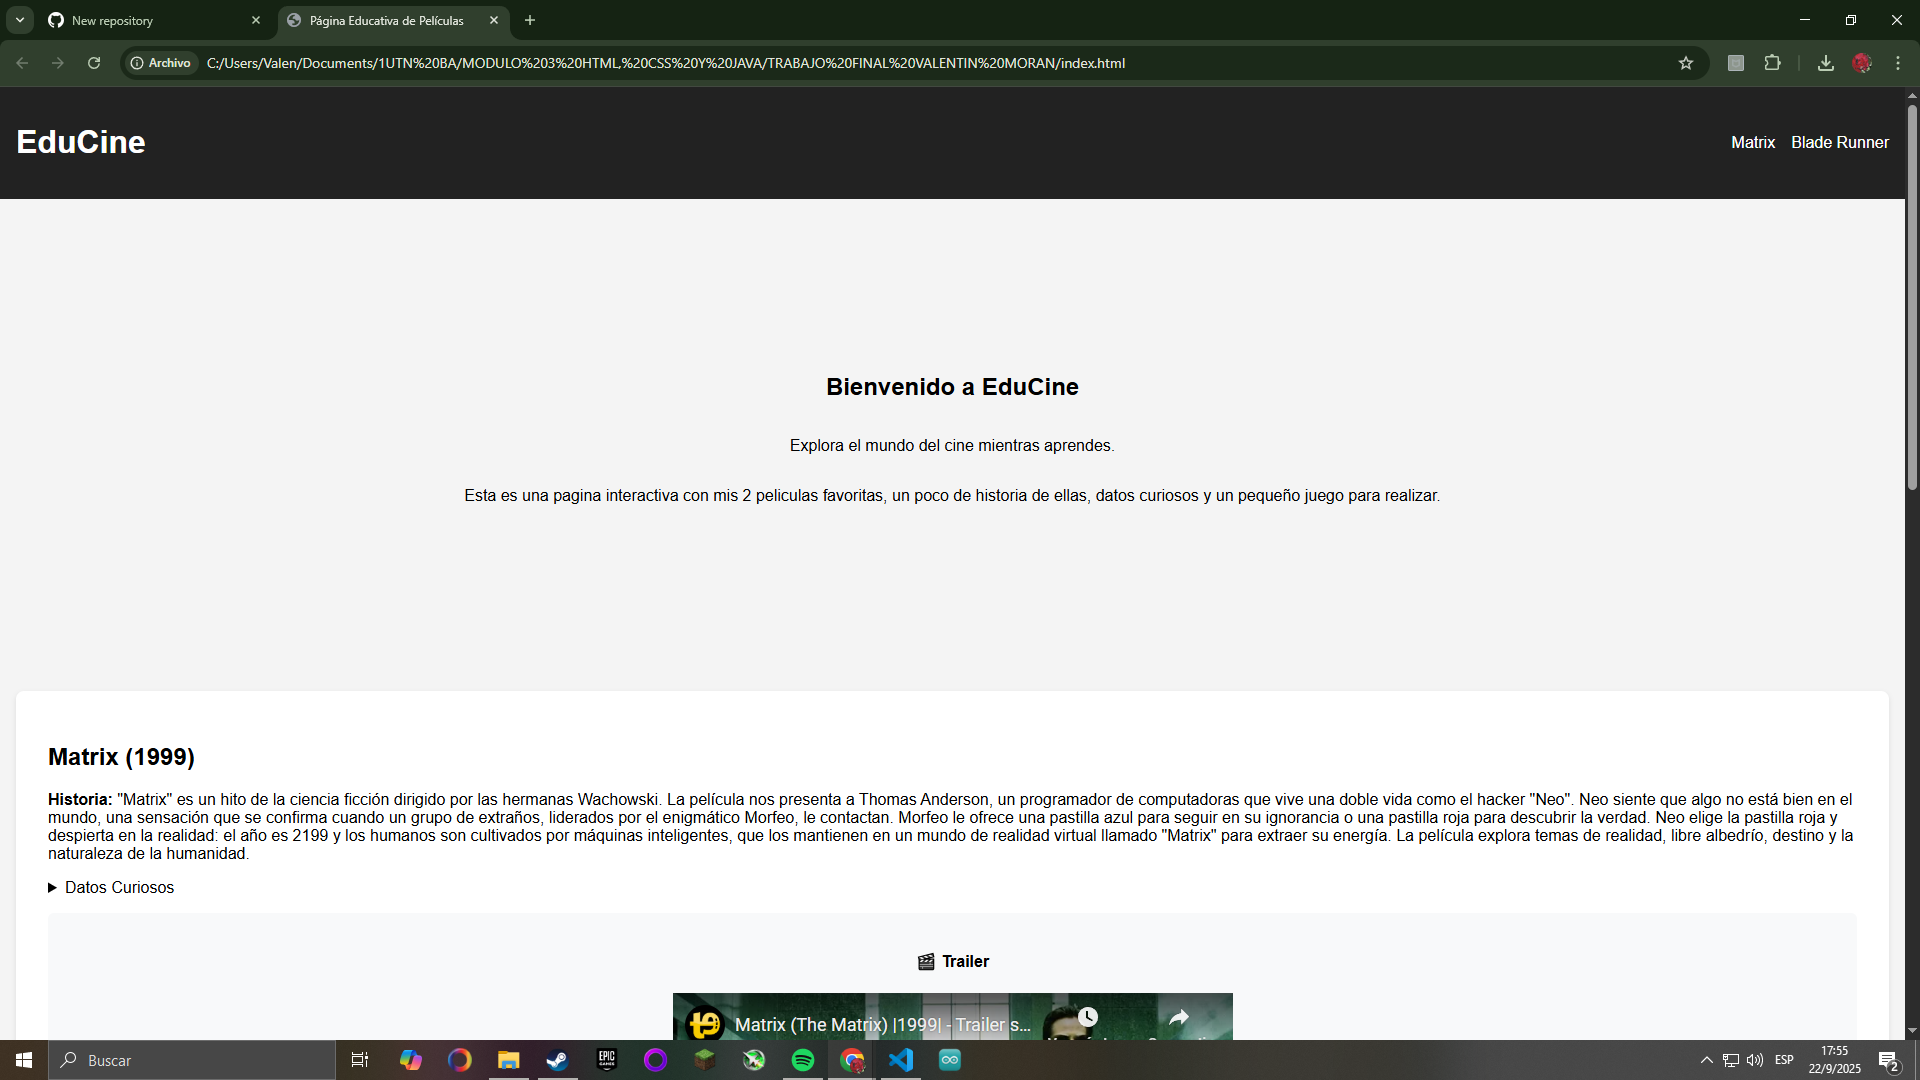 New repository
Página Educativa de Películas
Archivo
C:/Users/Valen/Documents/1UTN%20BA/MODULO%203%20HTML,%20CSS%20Y%20JAVA/TRABAJO%20FINAL%20VALENTIN%20MORAN/index.html
EduCine
Matrix Blade Runner
Bienvenido a EduCine
Explora el mundo del cine mientras aprendes.
Esta es una pagina interactiva con mis 2 peliculas favoritas, un poco de historia de ellas, datos curiosos y un pequeño juego para realizar.
Matrix (1999)
Historia: "Matrix" es un hito de la ciencia ficción dirigido por las hermanas Wachowski. La película nos presenta a Thomas Anderson, un programador de computadoras que vive una doble vida como el hacker "Neo". Neo siente que algo no está bien en el
mundo, una sensación que se confirma cuando un grupo de extraños, liderados por el enigmático Morfeo, le contactan. Morfeo le ofrece una pastilla azul para seguir en su ignorancia o una pastilla roja para descubrir la verdad. Neo elige la pastilla roja y
despierta en la realidad: el año es 2199 y los humanos son cultivados por máquinas inteligentes, que los mantienen en un mundo de realidad virtual llamado "Matrix" para extraer su energía. La película explora temas de realidad, libre albedrío, destino y la
naturaleza de la humanidad.
Datos Curiosos
Trailer
Matrix (The Matrix) |1999| - Trailer s...
Buscar
EPIC
GAMES
ESP
17:55
22/9/2025
2